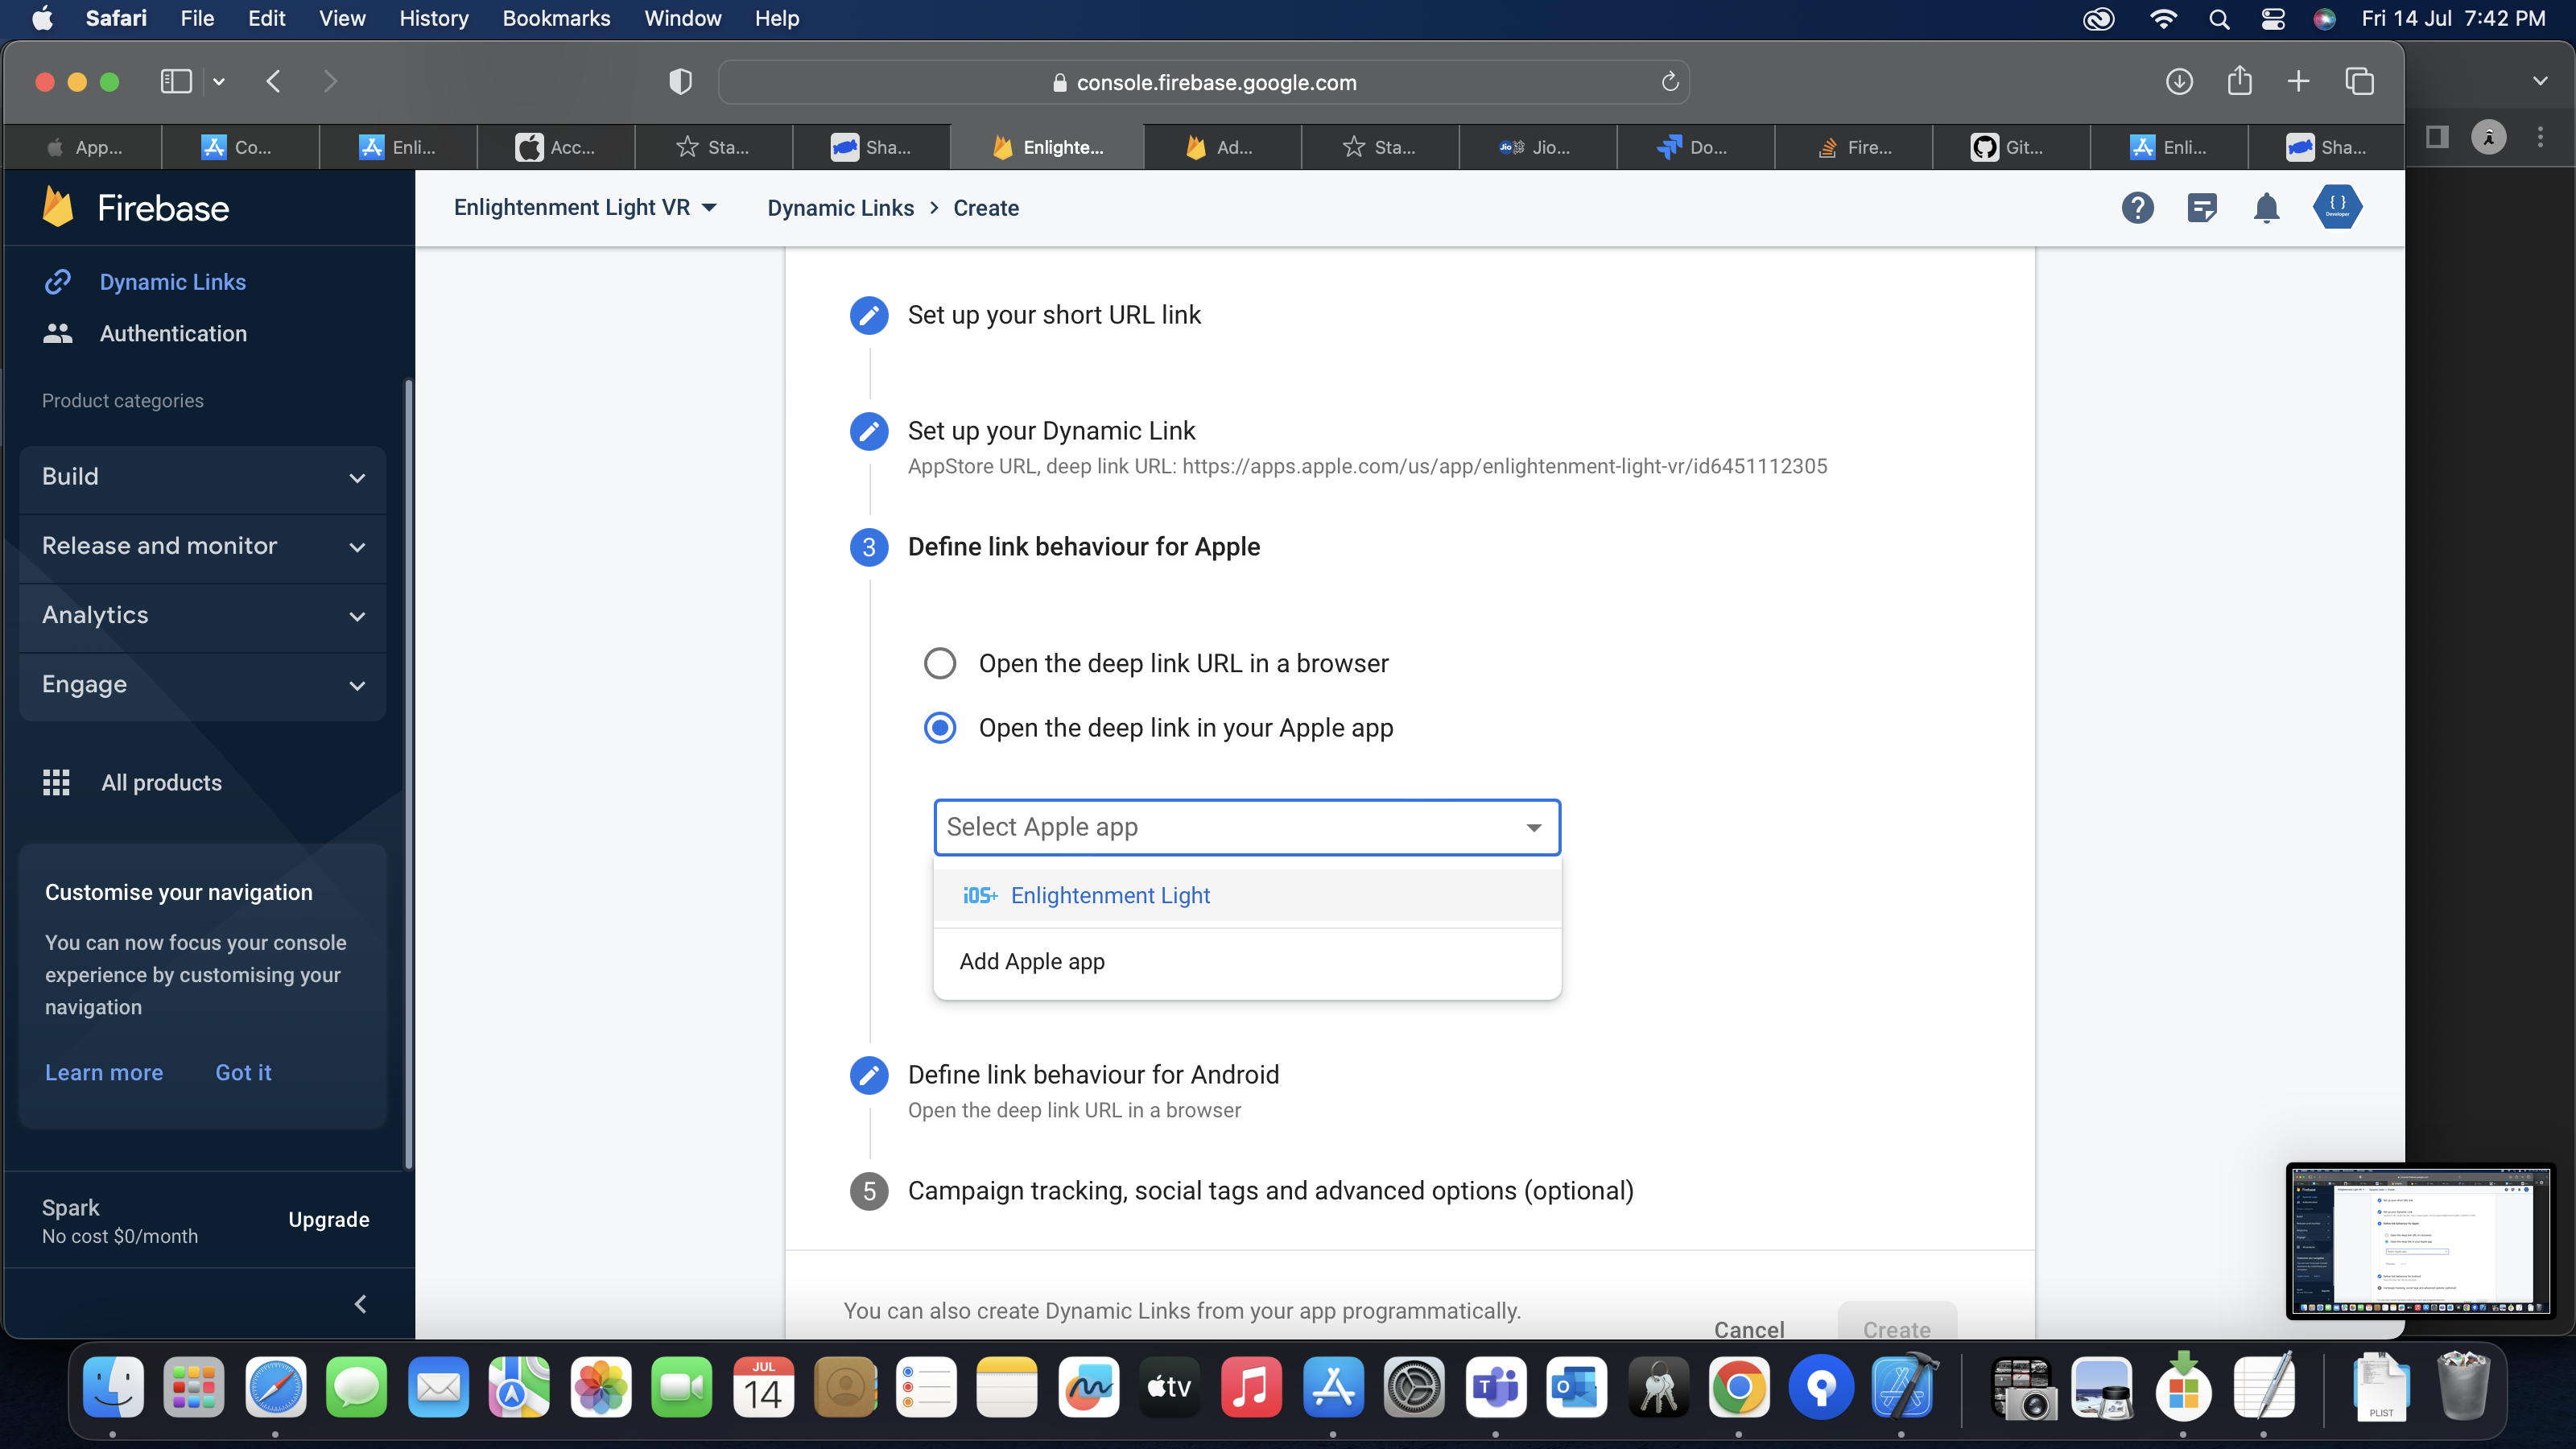 Safari File Edit View History Bookmarks Window Help Fri 14 Jul 7:42 PM
console.firebase.google.com
App... Co... Enli... Acc... Sta... Sha... Enlighte... Ad... Sta... Jio Jio... Do... Fire... Git... Enli... Sha...
Firebase
Enlightenment Light VR Dynamic Links > Create
{ }
Developer
Dynamic Links
Authentication
Product categories
Build
Release and monitor
Analytics
Engage
All products
Customise your navigation
You can now focus your console
experience by customising your
navigation
Learn more Got it
Spark
No cost $0/month
Upgrade
Set up your short URL link
Set up your Dynamic Link
AppStore URL, deep link URL: https://apps.apple.com/us/app/enlightenment-light-vr/id6451112305
3 Define link behaviour for Apple
Open the deep link URL in a browser
Open the deep link in your Apple app
Select Apple app
iOS+ Enlightenment Light
Add Apple app
Define link behaviour for Android
Open the deep link URL in a browser
5 Campaign tracking, social tags and advanced options (optional)
You can also create Dynamic Links from your app programmatically.
Cancel Create
JUL
14
tv
PLIST